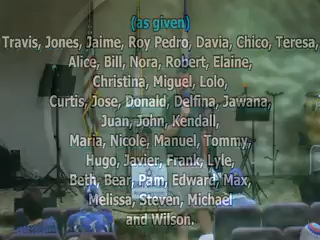 (as given)
Travis, Jones, Jaime, Roy Pedro, Davia, Chico, Teresa,
Alice, Bill, Nora, Robert, Elaine,
Christina, Miguel, Lolo,
Curtis, Jose, Donald, Delfina, Jawana,
Juan, John, Kendall,
Maria, Nicole, Manuel, Tommy,
Hugo, Javier, Frank, Lyle,
Beth, Bear, Pam, Edward, Max,
Melissa, Steven, Michael
and Wilson.